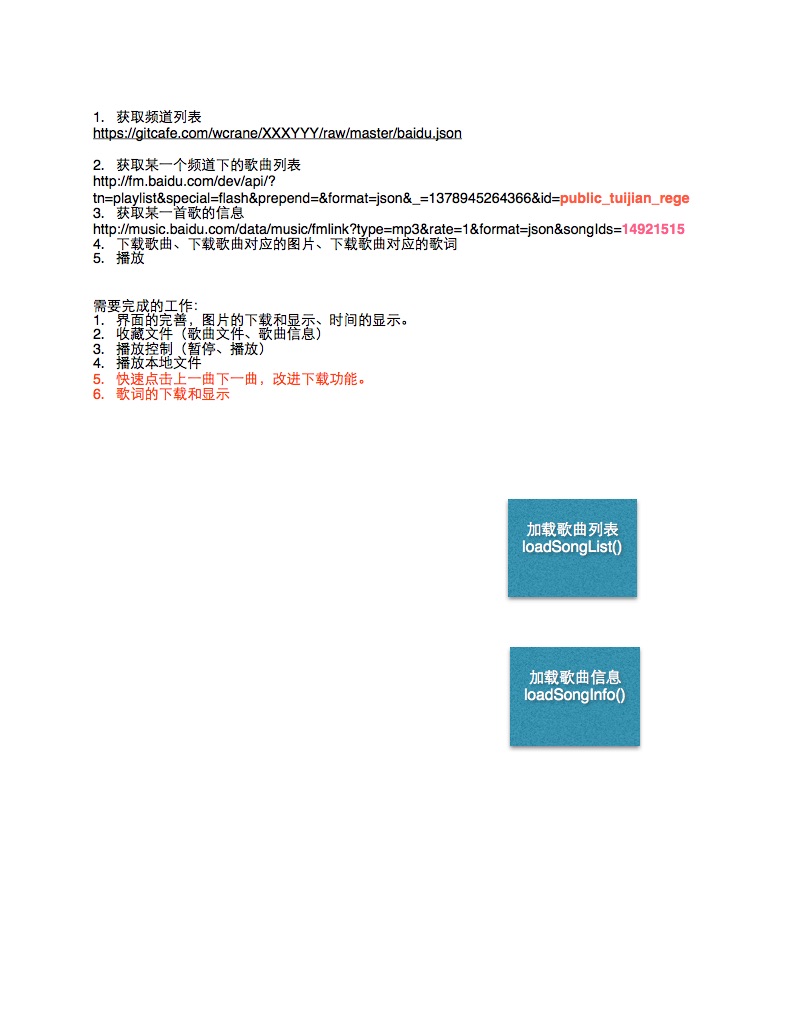 1. 获取频道列表
https://gitcafe.com/wcrane/XXXYYY/raw/master/baidu.json
2. 获取某一个频道下的歌曲列表
http://fm.baidu.com/dev/api/?
tn=playlist&special=flash&prepend=&format=json&_=1378945264366&id=public_tuijian_rege
3. 获取某一首歌的信息
http://music.baidu.com/data/music/fmlink?type=mp3&rate=1&format=json&songIds=14921515
4. 下载歌曲、下载歌曲对应的图片、下载歌曲对应的歌词
5. 播放
需要完成的工作：
1. 界面的完善，图片的下载和显示、时间的显示。
2. 收藏文件（歌曲文件、歌曲信息）
3. 播放控制（暂停、播放）
4. 播放本地文件
5. 快速点击上一曲下一曲，改进下载功能。
6. 歌词的下载和显示
加载歌曲列表
loadSongList()
加载歌曲信息
loadSongInfo()